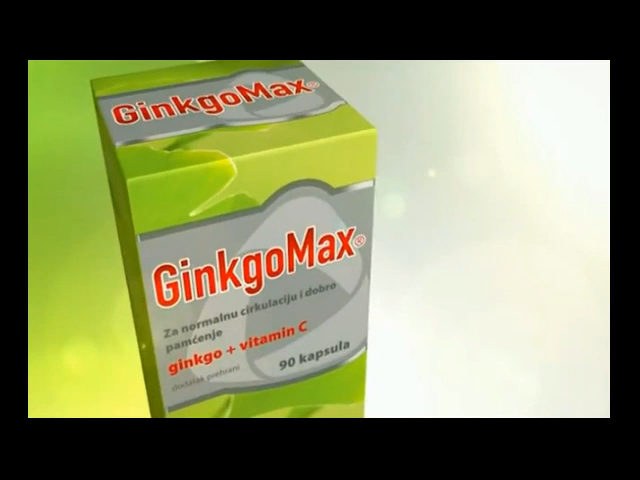 GinkgoMax®
GinkgoMax®
Za normalnu cirkulaciju i dobro
pamćenje
ginkgo + vitamin C
90 kapsula
dodatak prehrani